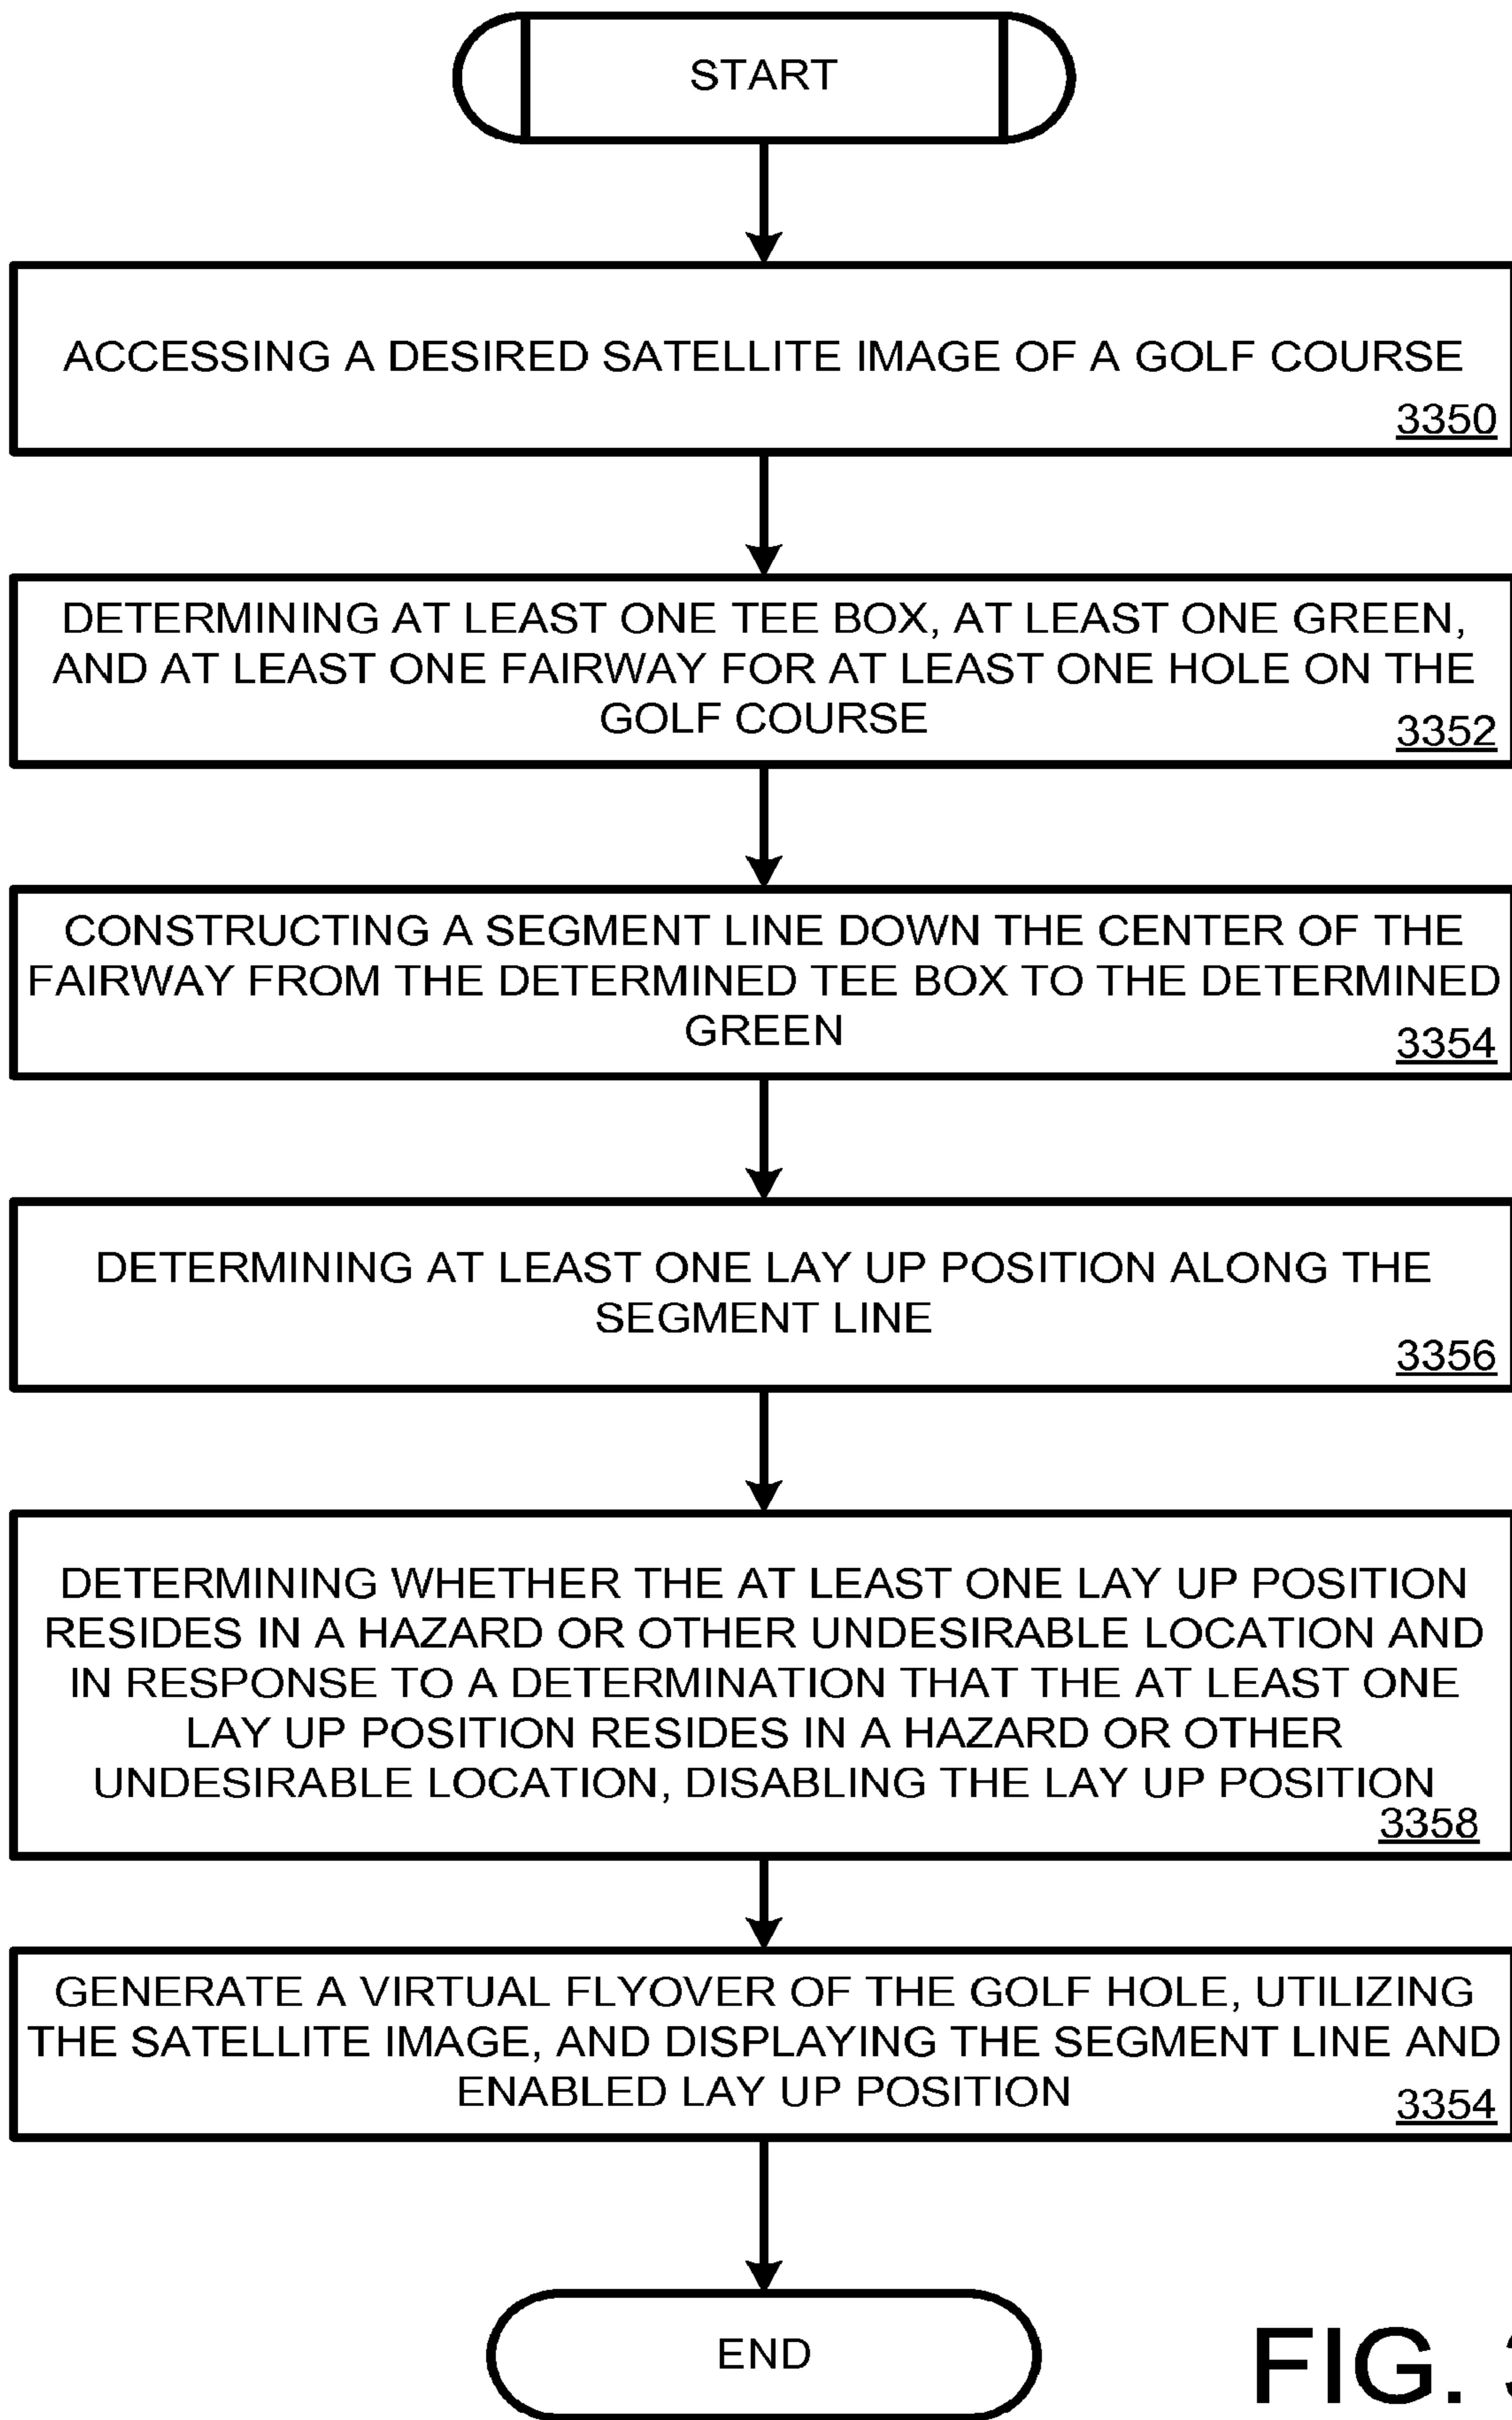 START
ACCESSING A DESIRED SATELLITE IMAGE OF A GOLF COURSE
3350
DETERMINING AT LEAST ONE TEE BOX, AT LEAST ONE GREEN,
AND AT LEAST ONE FAIRWAY FOR AT LEAST ONE HOLE ON THE
GOLF COURSE
3352
CONSTRUCTING A SEGMENT LINE DOWN THE CENTER OF THE
FAIRWAY FROM THE DETERMINED TEE BOX TO THE DETERMINED
GREEN
3354
DETERMINING AT LEAST ONE LAY UP POSITION ALONG THE
SEGMENT LINE
3356
DETERMINING WHETHER THE AT LEAST ONE LAY UP POSITION
RESIDES IN A HAZARD OR OTHER UNDESIRABLE LOCATION AND
IN RESPONSE TO A DETERMINATION THAT THE AT LEAST ONE
LAY UP POSITION RESIDES IN A HAZARD OR OTHER
UNDESIRABLE LOCATION, DISABLING THE LAY UP POSITION
3358
GENERATE A VIRTUAL FLYOVER OF THE GOLF HOLE, UTILIZING
THE SATELLITE IMAGE, AND DISPLAYING THE SEGMENT LINE AND
ENABLED LAY UP POSITION
3354
END
FIG.